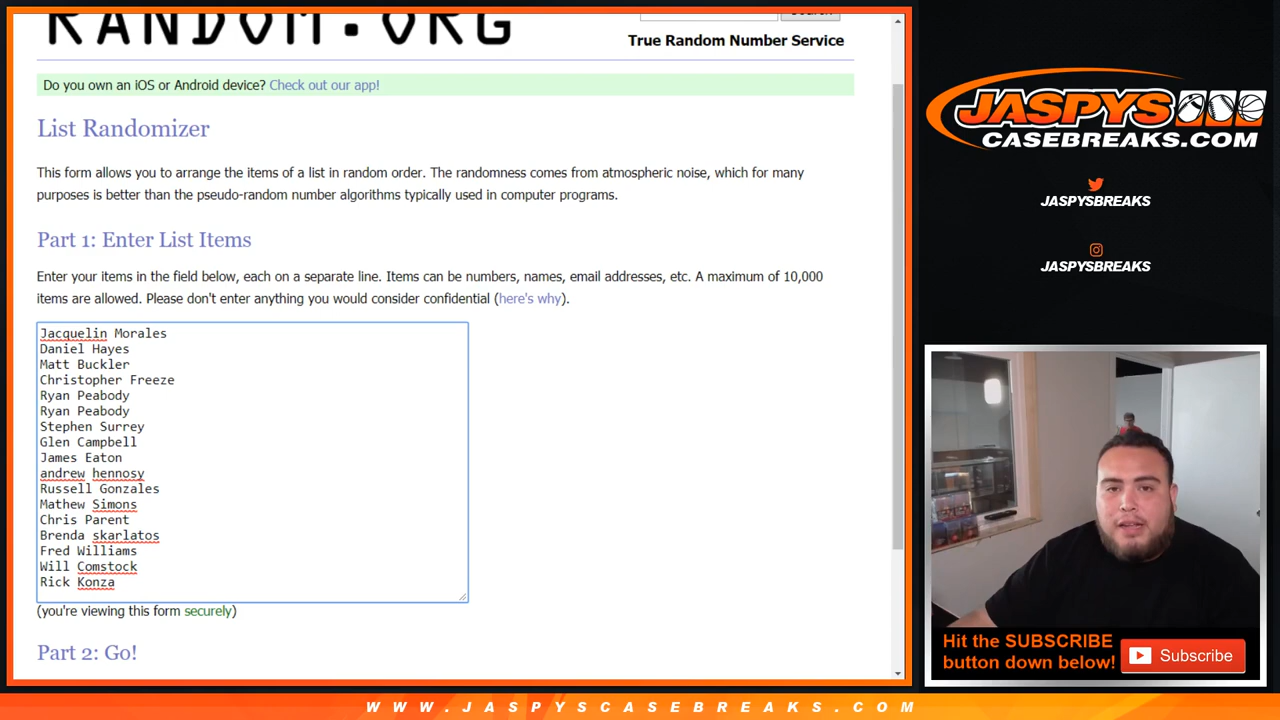 RANDOM.ORG
Search
True Random Number Service
Do you own an iOS or Android device? Check out our app!
List Randomizer
This form allows you to arrange the items of a list in random order. The randomness comes from atmospheric noise, which for many
purposes is better than the pseudo-random number algorithms typically used in computer programs.
Part 1: Enter List Items
Enter your items in the field below, each on a separate line. Items can be numbers, names, email addresses, etc. A maximum of 10,000
items are allowed. Please don't enter anything you would consider confidential (here's why).
Jacquelin Morales
Daniel Hayes
Matt Buckler
Christopher Freeze
Ryan Peabody
Ryan Peabody
Stephen Surrey
Glen Campbell
James Eaton
andrew hennosy
Russell Gonzales
Mathew Simons
Chris Parent
Brenda skarlatos
Fred Williams
Will Comstock
Rick Konza
(you're viewing this form securely)
Part 2: Go!
JASPYS
CASEBREAKS.COM
JASPYSBREAKS
JASPYSBREAKS
Hit the SUBSCRIBE
button down below!
Subscribe
WWW.JASPYSCASEBREAKS.COM